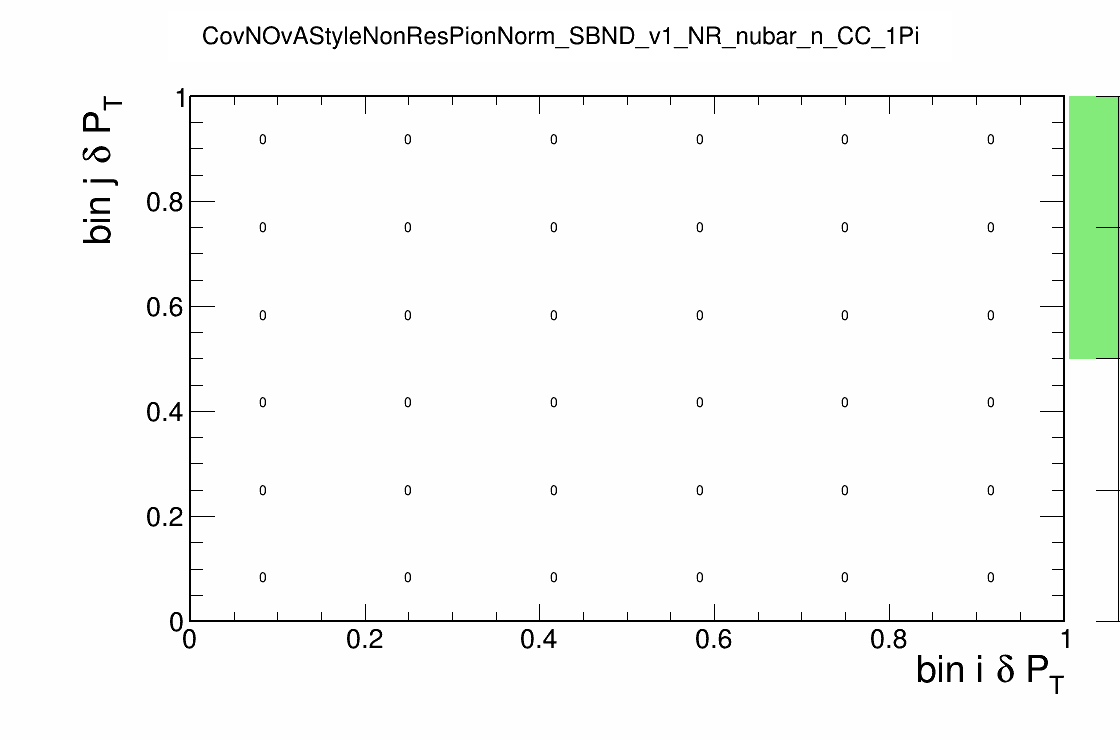 CovNOvAStyleNonResPionNorm_SBND_v1_NR_nubar_n_CC_1Pi
bin j δ P_T
1
0 0 0 0 0 0
0.8
0 0 0 0 0 0
0.6
0 0 0 0 0 0
0.4
0 0 0 0 0 0
0.2
0 0 0 0 0 0
0 0 0 0 0 0
0
0 0.2 0.4 0.6 0.8 1
bin i δ P_T